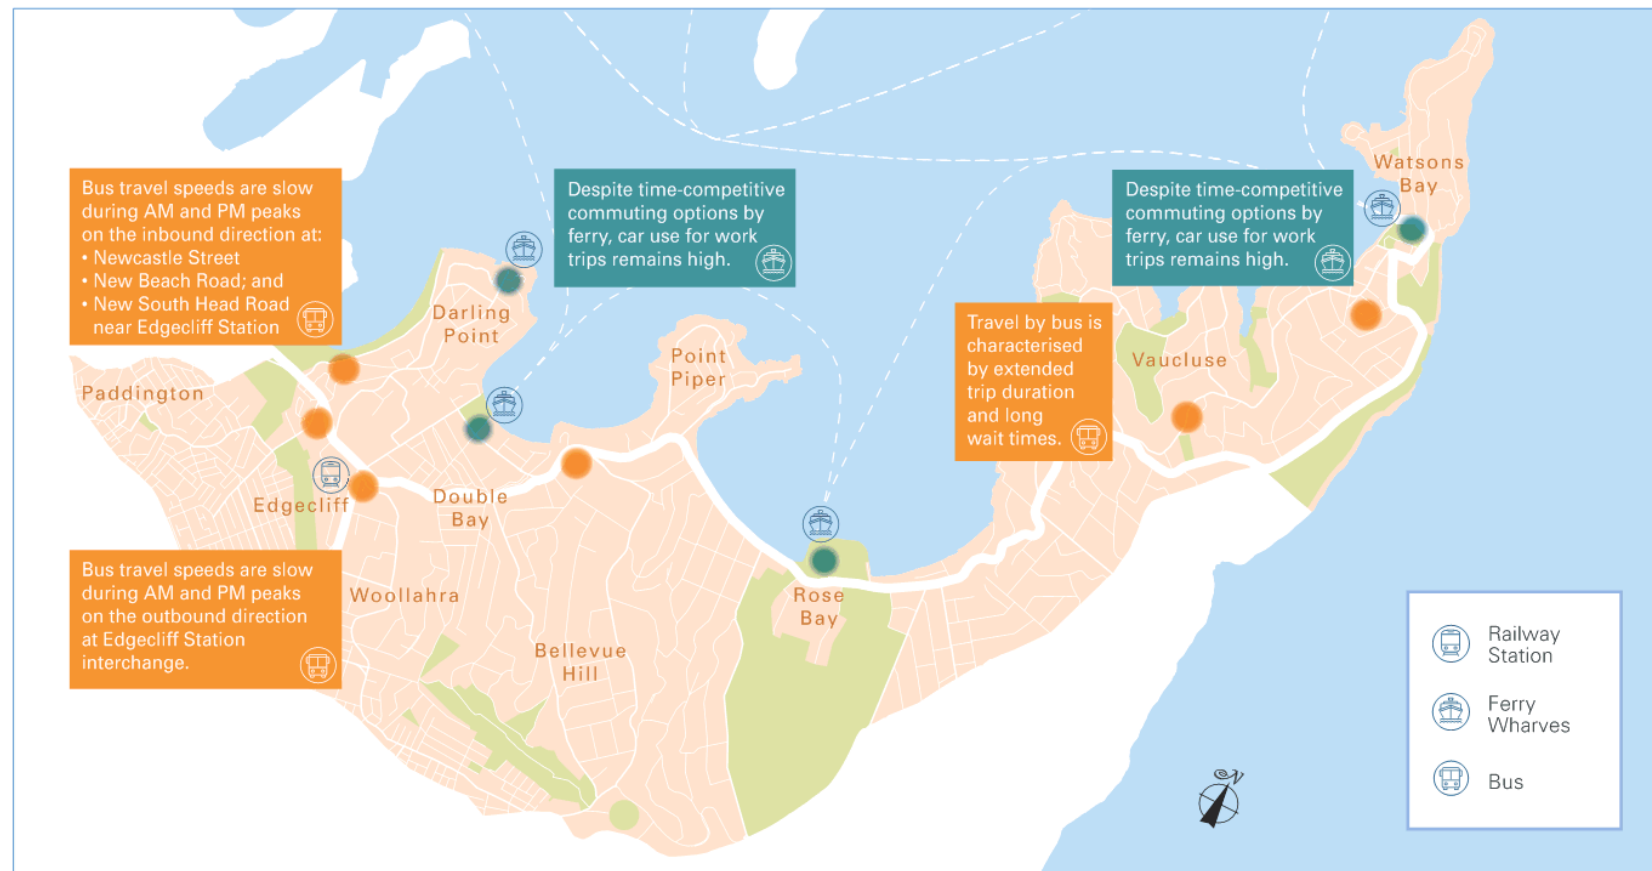 Bus travel speeds are slow
during AM and PM peaks
on the inbound direction at:
• Newcastle Street
• New Beach Road; and
• New South Head Road
near Edgecliff Station
Despite time-competitive
commuting options by
ferry, car use for work
trips remains high.
Despite time-competitive
commuting options by
ferry, car use for work
trips remains high.
Watsons
Bay
Darling
Point
Point
Piper
Travel by bus is
characterised
by extended
trip duration
and long
wait times.
Vaucluse
Paddington
Edgecliff
Double
Bay
Bus travel speeds are slow
during AM and PM peaks
on the outbound direction
at Edgecliff Station
interchange.
Woollahra
Bellevue
Hill
Rose
Bay
Railway
Station
Ferry
Wharves
Bus
N